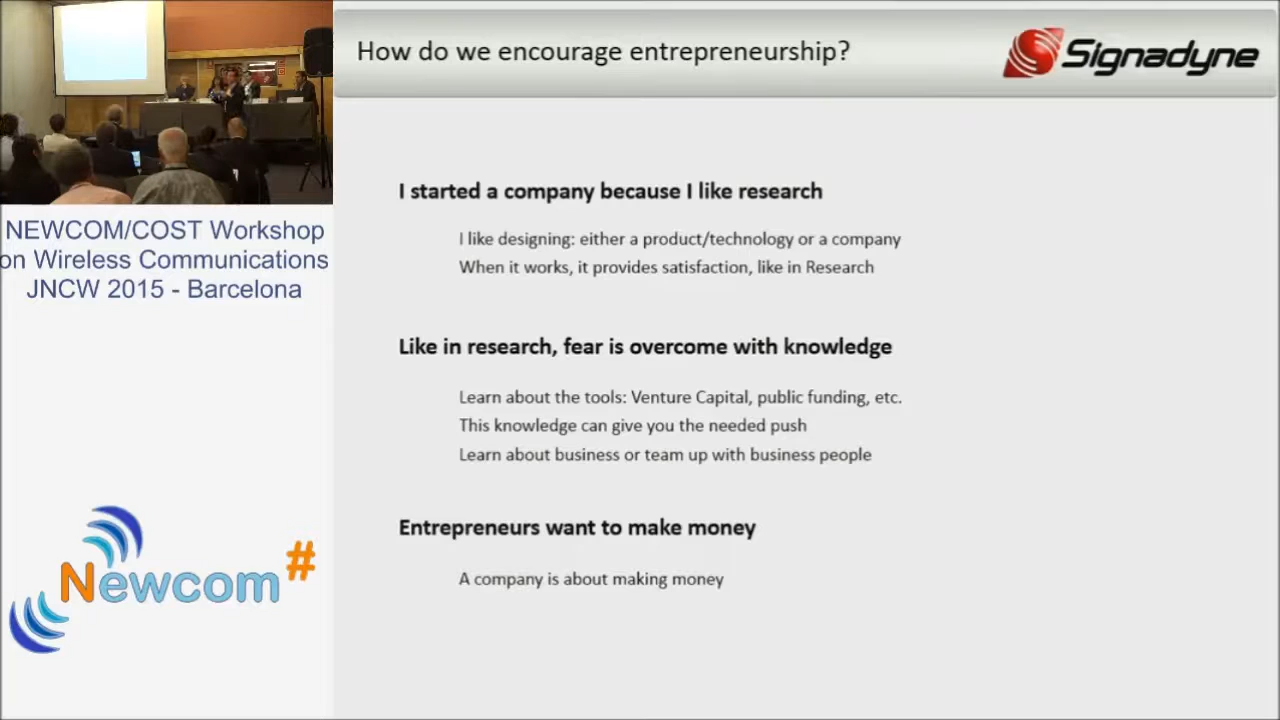 How do we encourage entrepreneurship?
Signadyne
I started a company because I like research
I like designing: either a product/technology or a company
When it works, it provides satisfaction, like in Research
NEWCOM/COST Workshop
on Wireless Communications
JNCW 2015 - Barcelona
Like in research, fear is overcome with knowledge
Learn about the tools: Venture Capital, public funding, etc.
This knowledge can give you the needed push
Learn about business or team up with business people
Entrepreneurs want to make money
A company is about making money
Newcom#